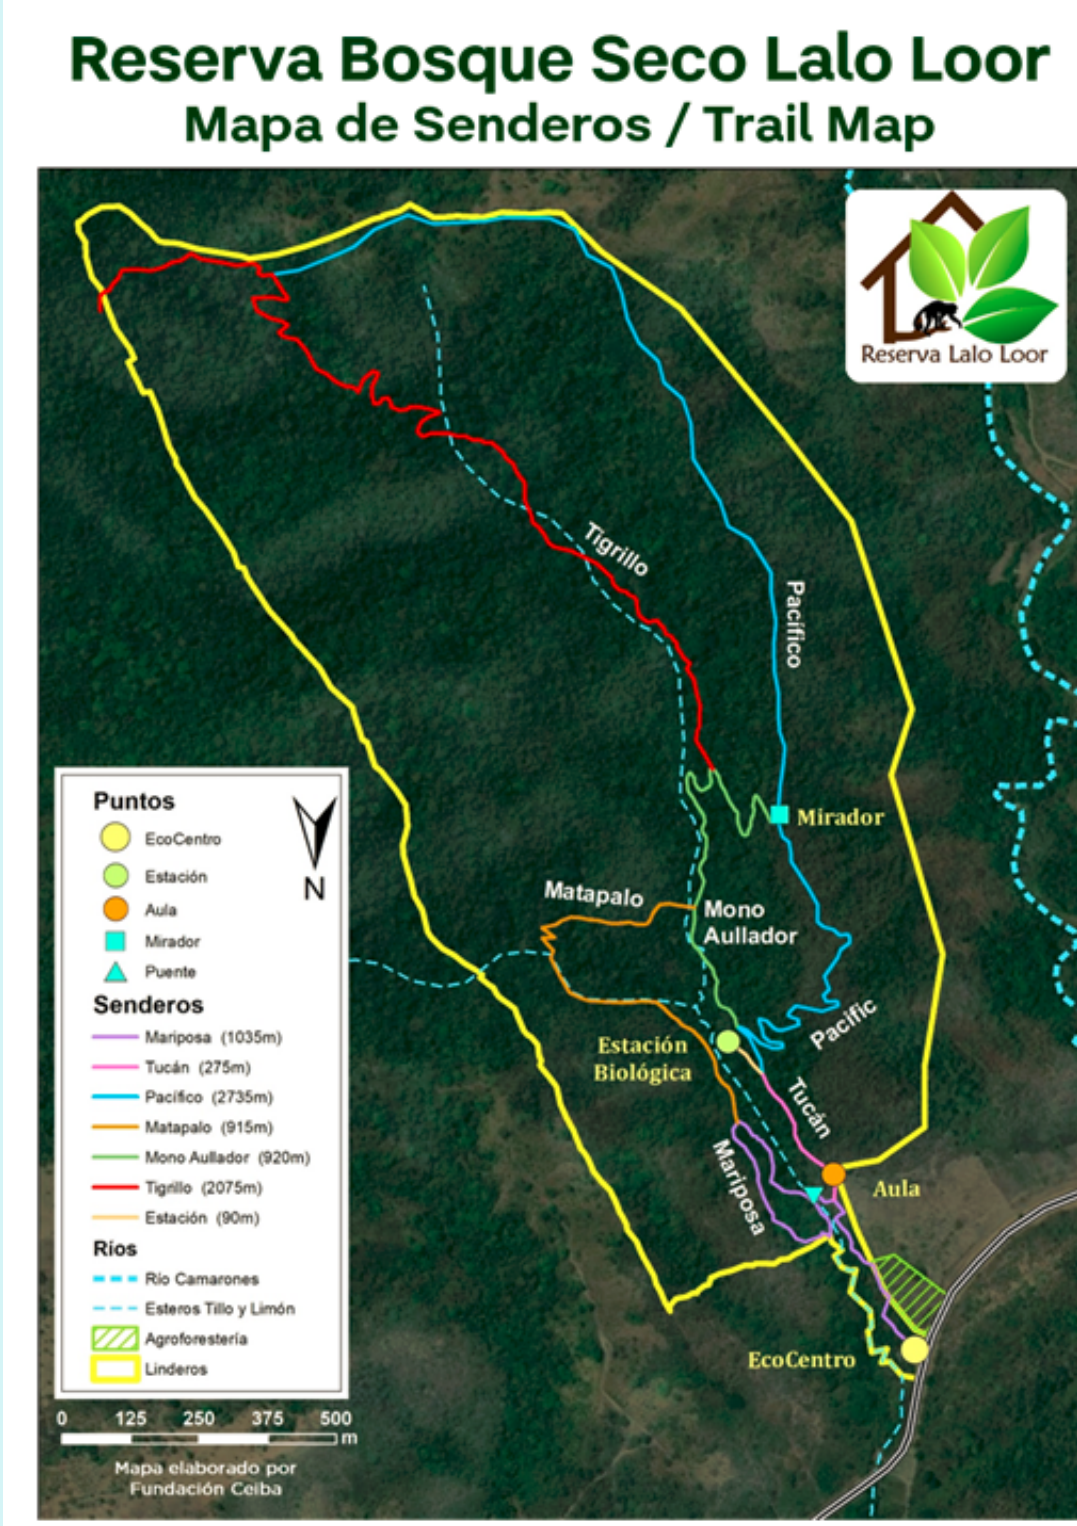 Reserva Bosque Seco Lalo Loor
Mapa de Senderos / Trail Map
Reserva Lalo Loor
Tigrillo
Pacífico
Mirador
Matapalo
Mono
Aullador
Pacific
Estación
Biológica
Tucán
Mariposa
Aula
EcoCentro
Puntos
EcoCentro
Estación
Aula
Mirador
Puente
N
Senderos
Mariposa (1035m)
Tucán (275m)
Pacífico (2735m)
Matapalo (915m)
Mono Aullador (920m)
Tigrillo (2075m)
Estación (90m)
Ríos
Río Camarones
Esteros Tillo y Limón
Agroforestería
Linderos
0 125 250 375 500
m
Mapa elaborado por
Fundación Ceiba